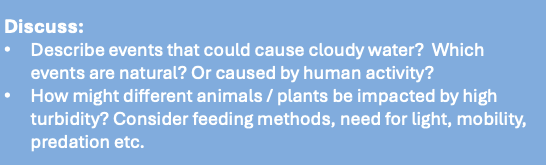 Discuss:
• Describe events that could cause cloudy water?  Which
events are natural? Or caused by human activity?
• How might different animals / plants be impacted by high
turbidity? Consider feeding methods, need for light, mobility,
predation etc.